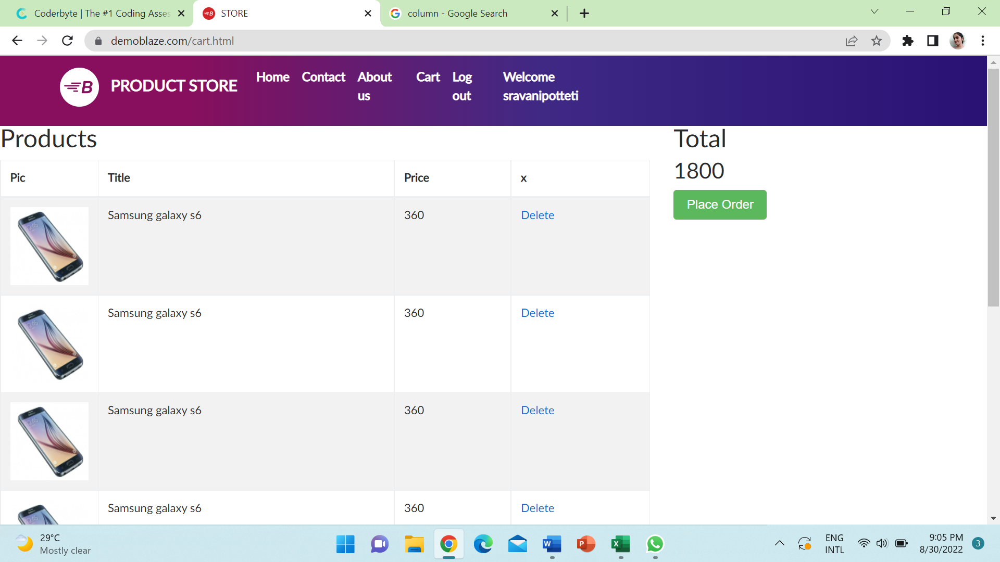 Coderbyte | The #1 Coding Asses
STORE
column - Google Search
demoblaze.com/cart.html
B
PRODUCT STORE
Home
Contact
About
us
Cart
Log
out
Welcome
sravanipotteti
Products
Total
1800
Place Order
Pic Title Price x
Samsung galaxy s6 360 Delete
Samsung galaxy s6 360 Delete
Samsung galaxy s6 360 Delete
Samsung galaxy s6 360 Delete
29°C
Mostly clear
ENG
INTL
9:05 PM
8/30/2022
3